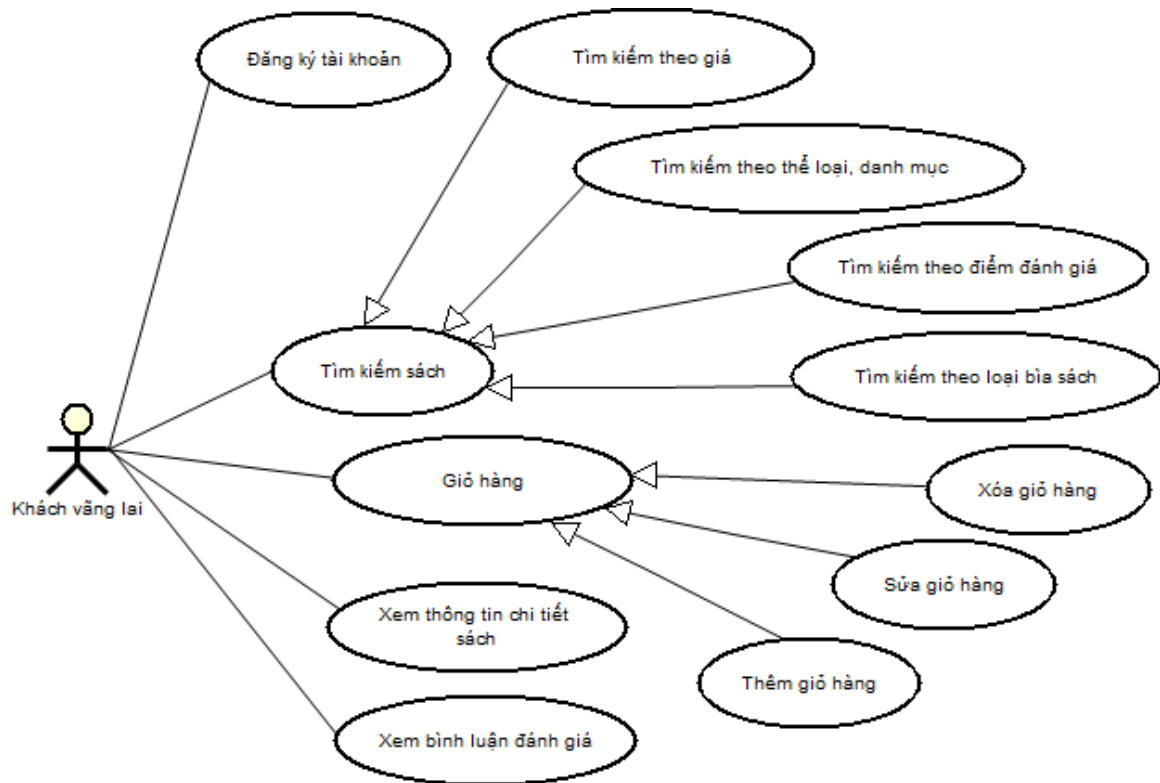 Đăng ký tài khoản
Tìm kiếm theo giá
Tìm kiếm theo thể loại, danh mục
Tìm kiếm theo điểm đánh giá
Tìm kiếm sách
Tìm kiếm theo loại bìa sách
Giỏ hàng
Xóa giỏ hàng
Khách vãng lai
Sửa giỏ hàng
Xem thông tin chi tiết
sách
Thêm giỏ hàng
Xem bình luận đánh giá